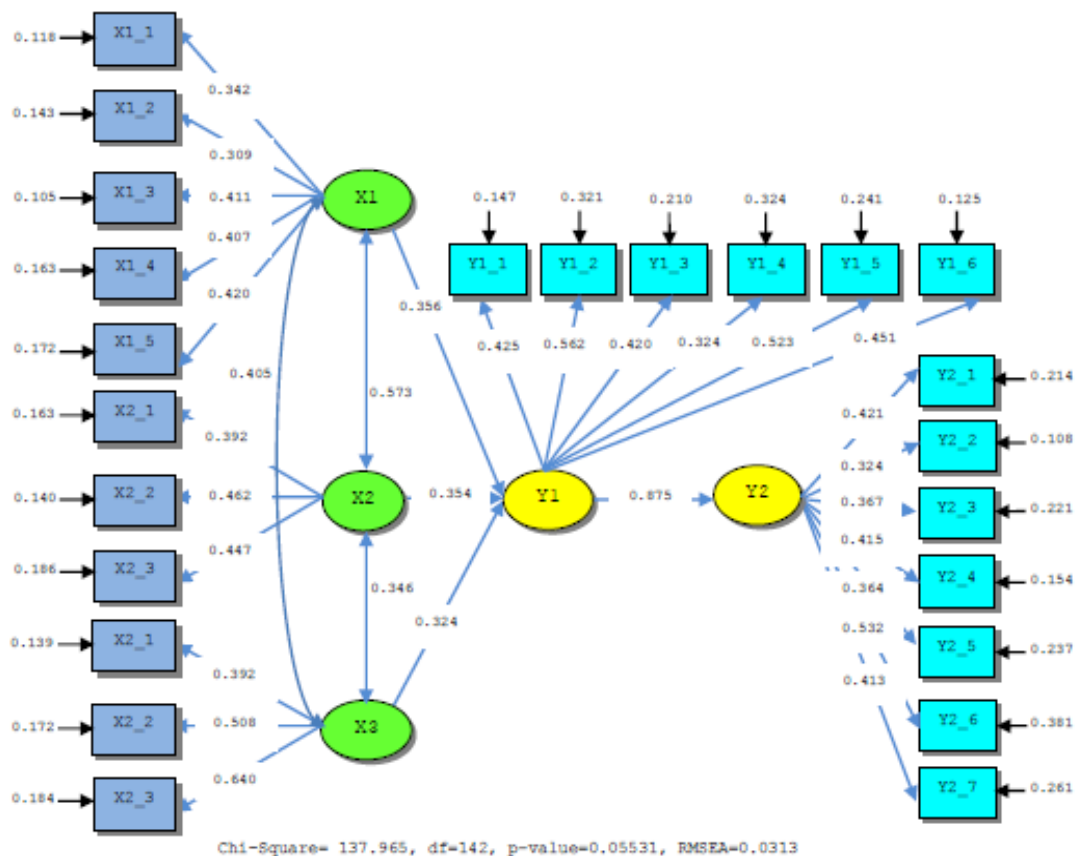 0.118 X1_1
0.342
0.143 X1_2
0.309
0.105 X1_3
0.411
X1
0.407
0.163 X1_4
0.420
0.172 X1_5
0.405
0.573
0.356
0.147 0.321 0.210 0.324 0.241 0.125
Y1_1 Y1_2 Y1_3 Y1_4 Y1_5 Y1_6
0.425 0.562 0.420 0.324 0.523 0.451
0.163 X2_1
0.392
0.140 X2_2
0.462
X2
0.354
Y1
0.875
Y2
0.447
0.186 X2_3
0.346
0.324
0.139 X2_1
0.392
0.172 X2_2
0.508
X3
0.640
0.184 X2_3
Y2_1 0.214
0.421
Y2_2 0.108
0.324
0.367
Y2_3 0.221
0.415
Y2_4 0.154
0.364
0.532
Y2_5 0.237
0.413
Y2_6 0.381
Y2_7 0.261
Chi-Square= 137.965, df=142, p-value=0.05531, RMSEA=0.0313